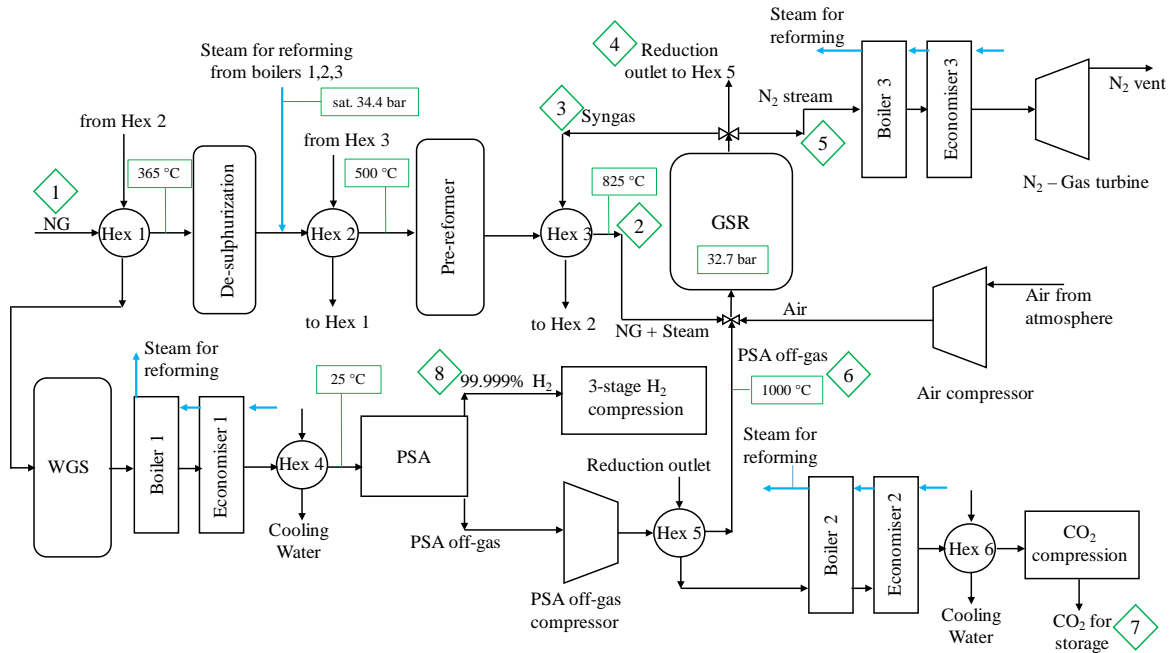 Steam for reforming
from boilers 1,2,3
sat. 34.4 bar
4
Reduction
outlet to Hex 5
Steam for
reforming
Boiler 3
Economiser 3
N2 vent
N2 – Gas turbine
N2 stream
5
3
Syngas
from Hex 2
365 °C
from Hex 3
500 °C
825 °C
2
1
NG
Hex 1
De-sulphurization
Hex 2
Pre-reformer
Hex 3
GSR
32.7 bar
to Hex 1
to Hex 2
NG + Steam
Air
Air from
atmosphere
Air compressor
Steam for
reforming
25 °C
8
99.999% H2
3-stage H2
compression
PSA off-gas
6
1000 °C
WGS
Boiler 1
Economiser 1
Hex 4
PSA
Cooling
Water
PSA off-gas
Reduction outlet
Hex 5
PSA off-gas
compressor
Steam for
reforming
Boiler 2
Economiser 2
Hex 6
CO2
compression
Cooling
Water
CO2 for
storage
7